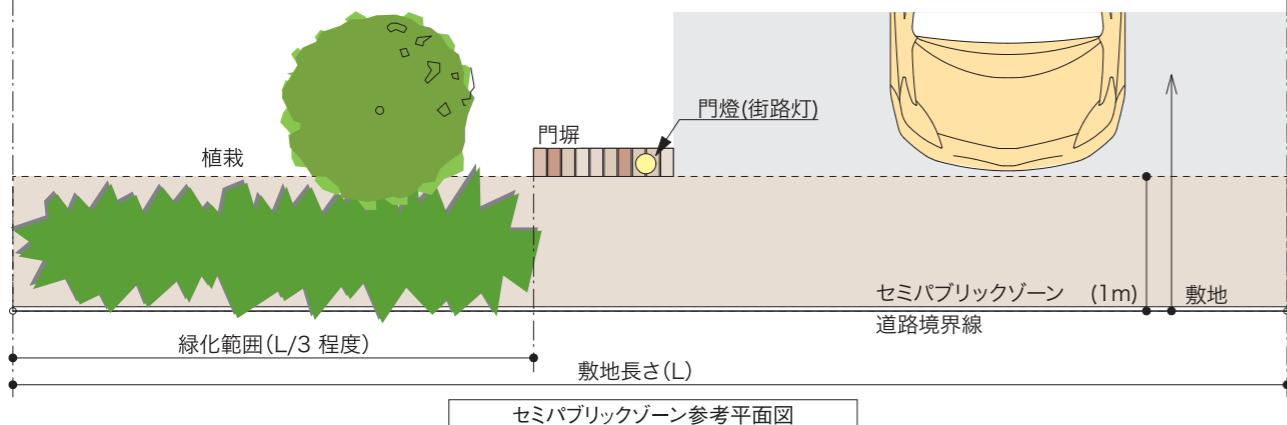 門燈(街路灯)
門塀
植栽
セミパブリックゾーン (1m) 敷地
道路境界線
緑化範囲(L/3 程度)
敷地長さ(L)
セミパブリックゾーン参考平面図